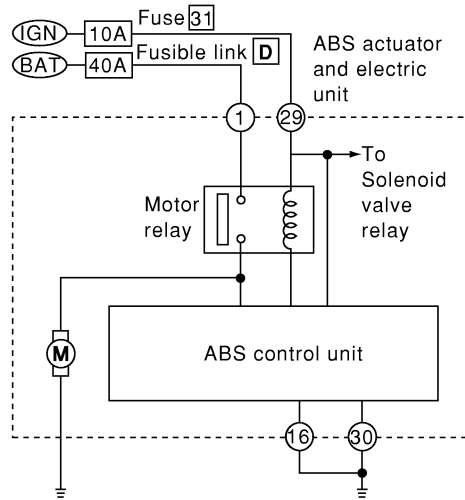 IGN 10A Fuse 31
BAT 40A Fusible link D
ABS actuator
and electric
unit
1 29
To
Solenoid
valve
relay
Motor
relay
M
ABS control unit
16 30